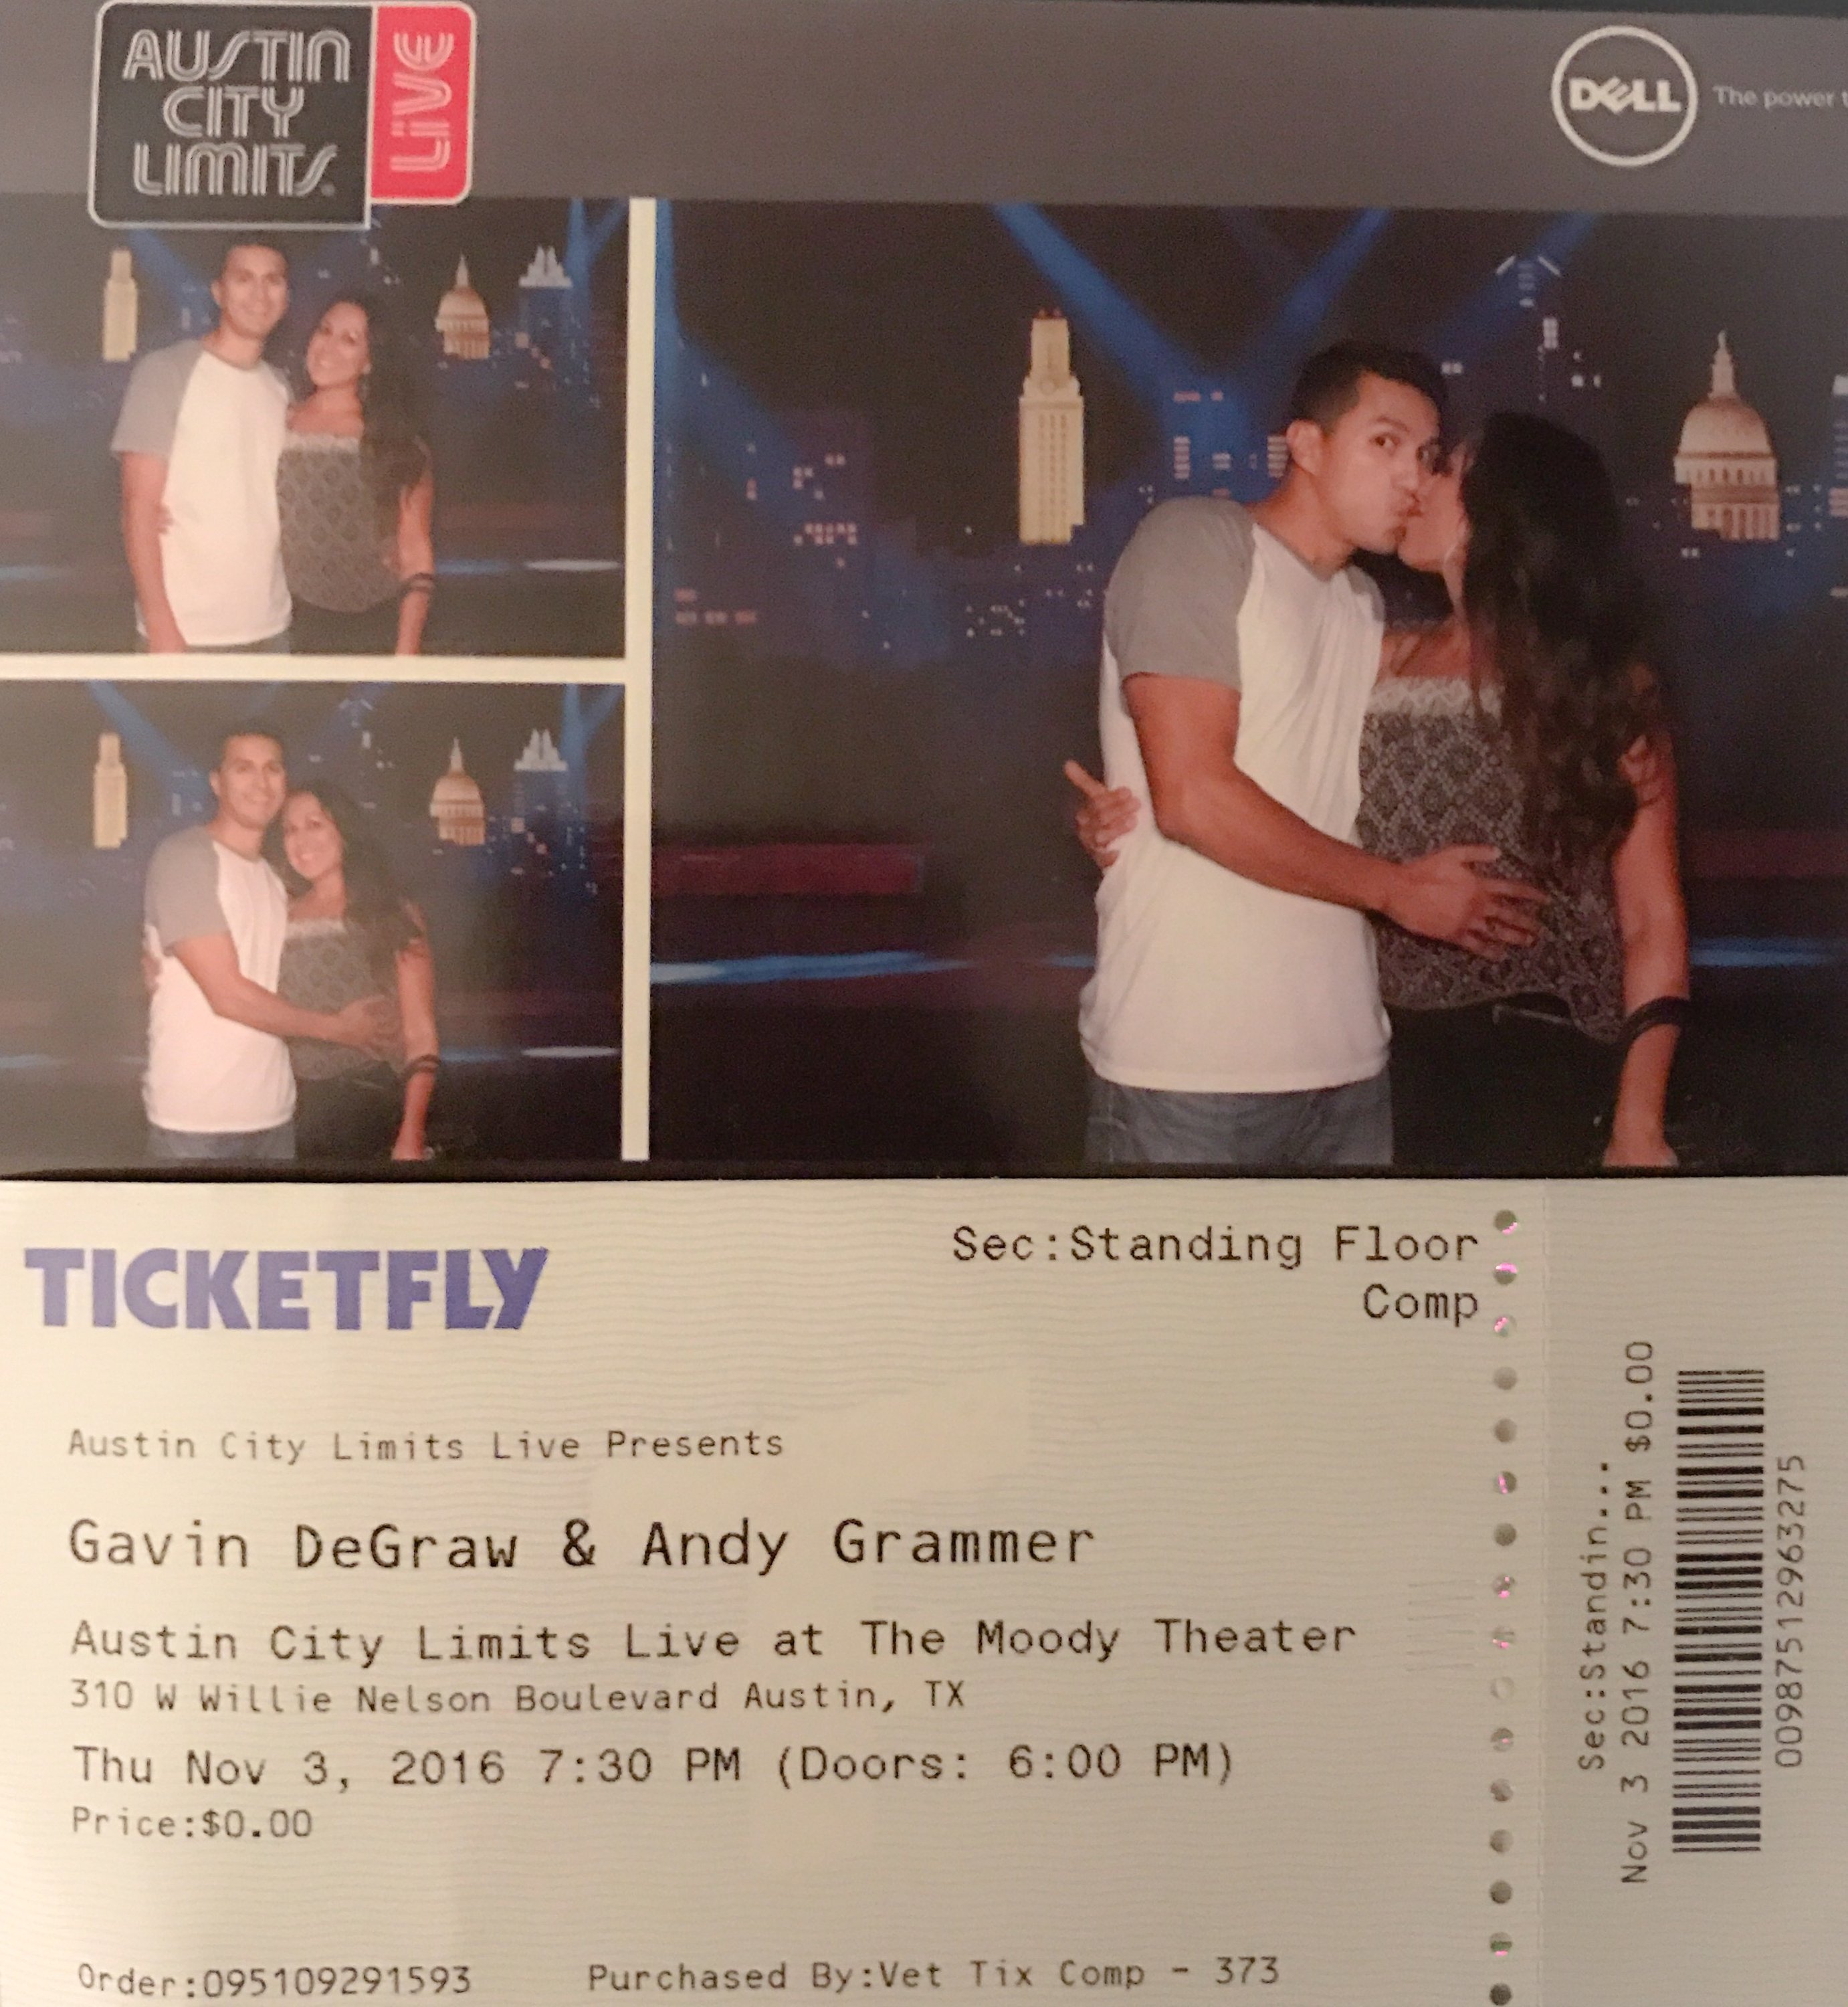 AUSTIN
CITY
LIMITS.
LiVE
DELL
The power t
TICKETFLY
Sec:Standing Floor
Comp
Austin City Limits Live Presents
Gavin DeGraw & Andy Grammer
Austin City Limits Live at The Moody Theater
310 W Willie Nelson Boulevard Austin, TX
Thu Nov 3, 2016 7:30 PM (Doors: 6:00 PM)
Price:$0.00
Order:095109291593 Purchased By:Vet Tix Comp - 373
Sec:Standin...
Nov 3 2016 7:30 PM $0.00
00987512963275